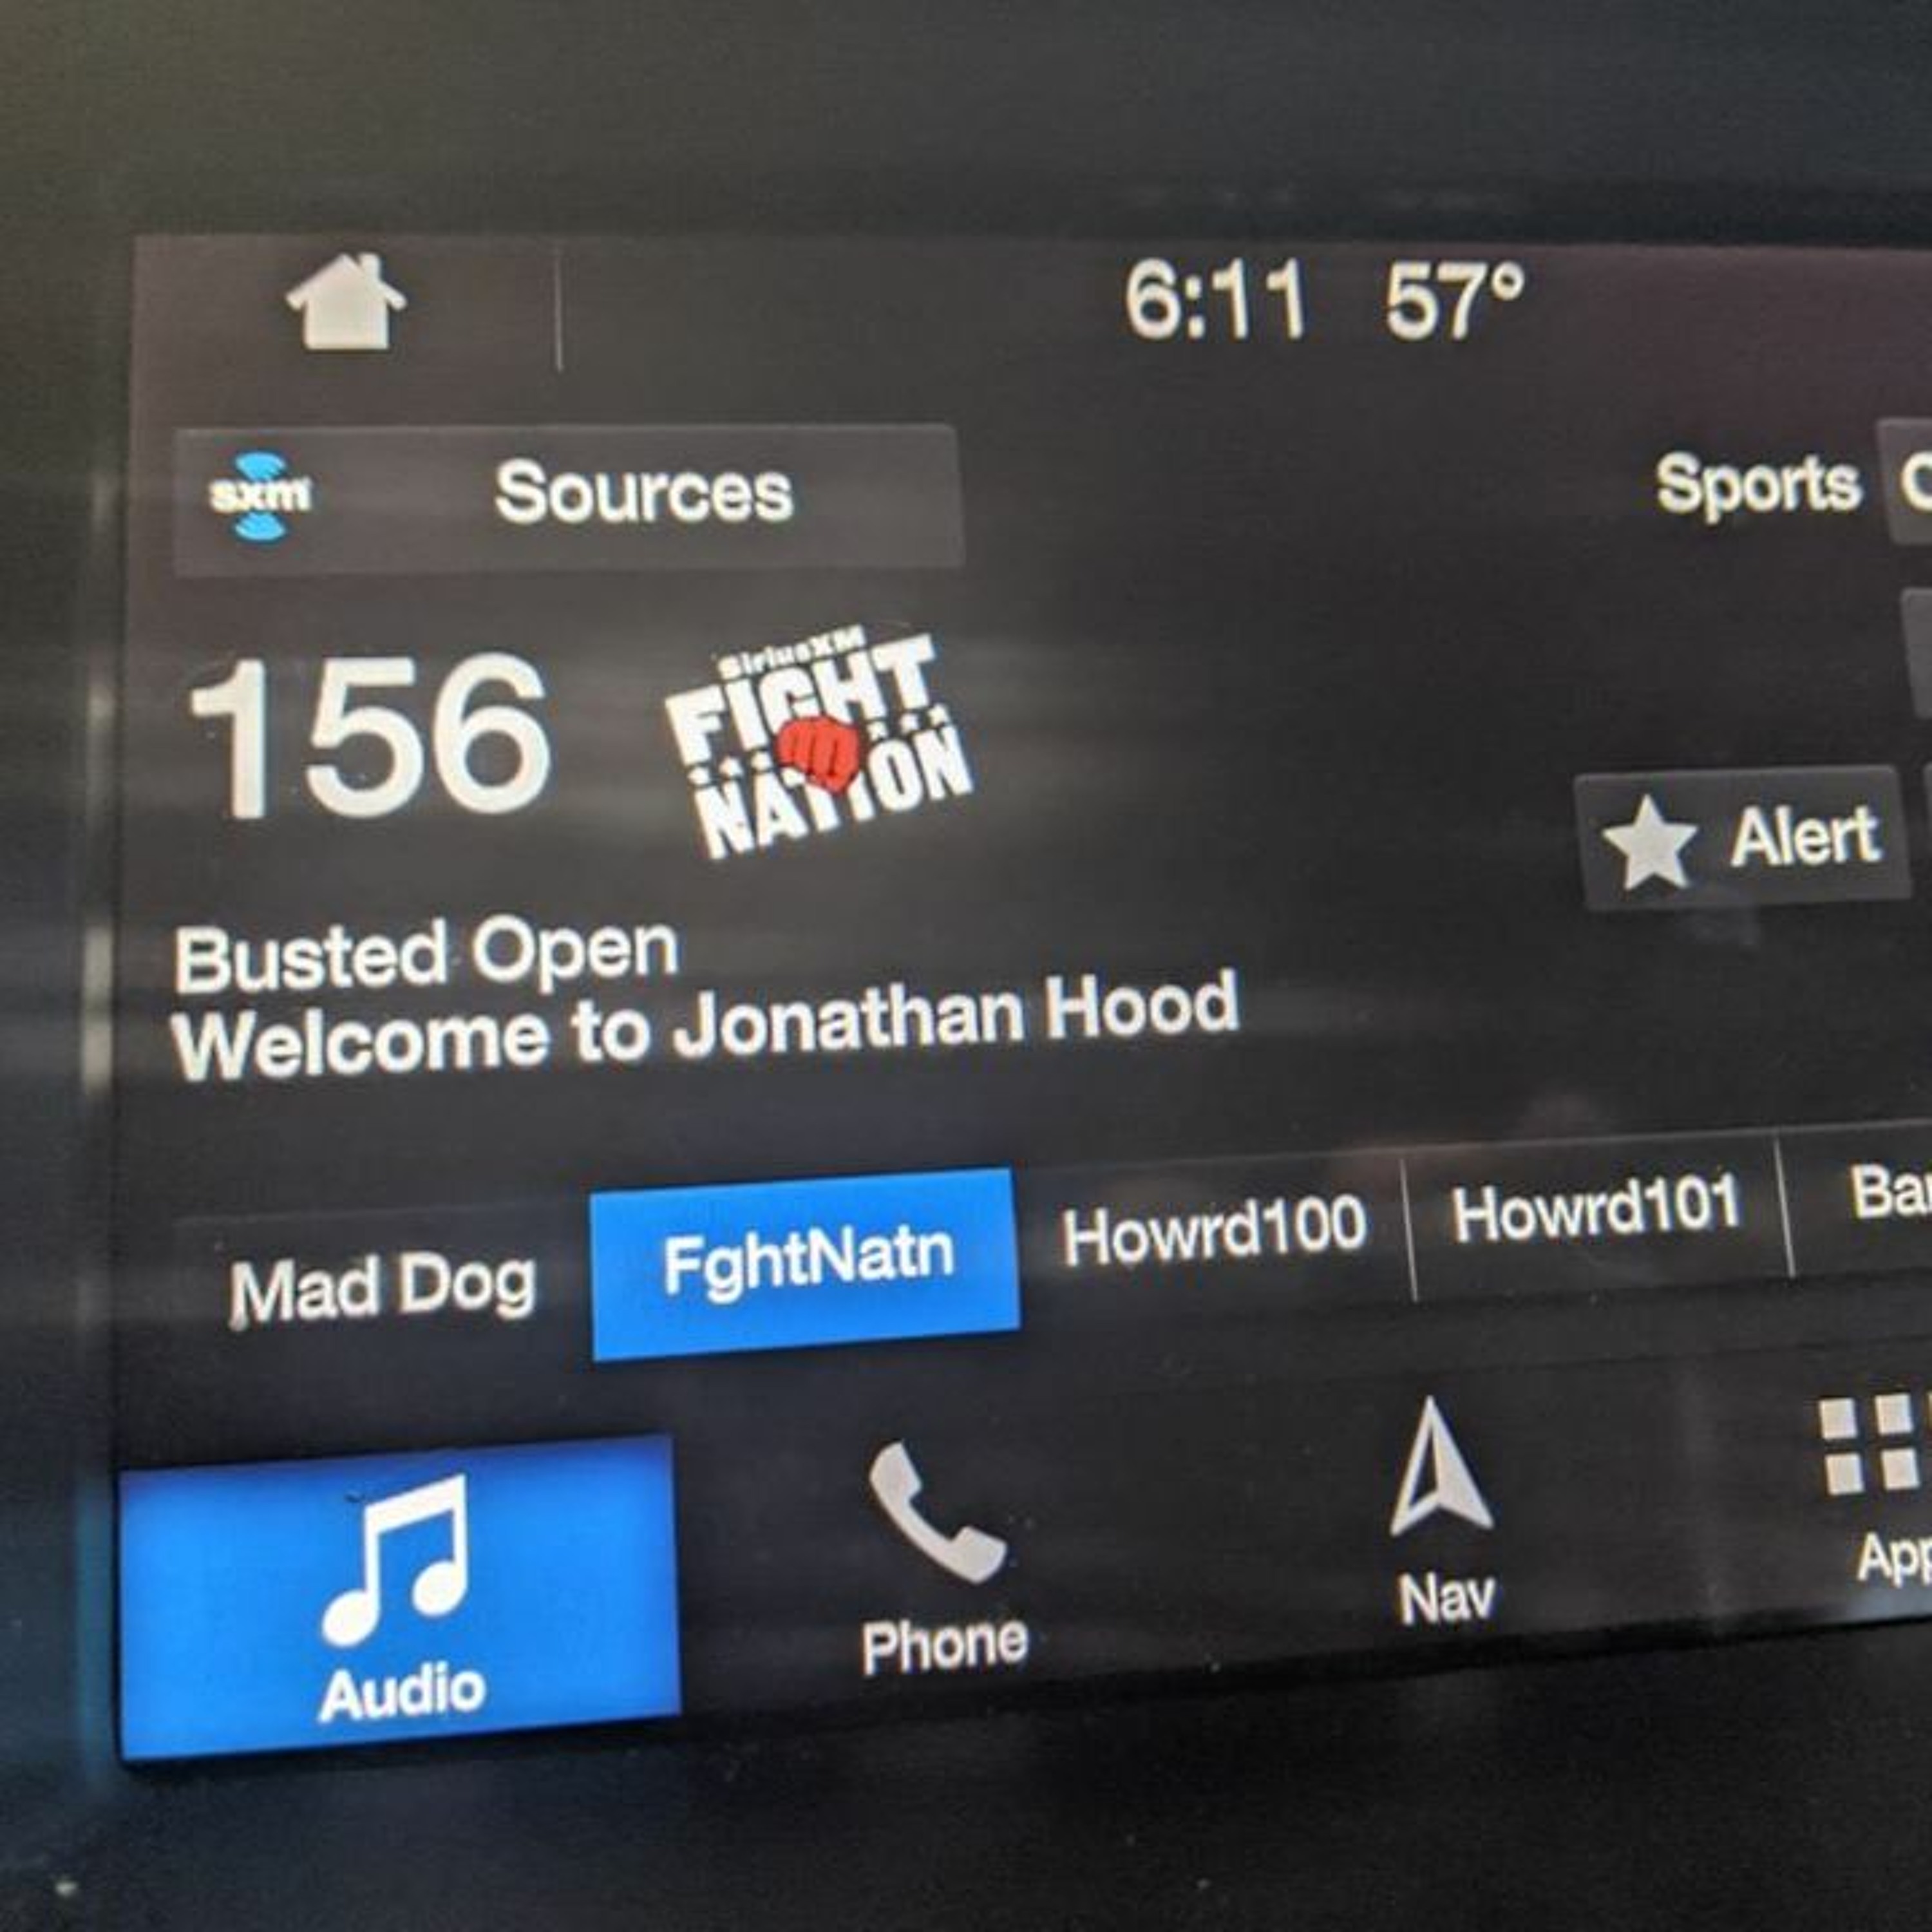 6:11 57°
sxm Sources
Sports
156
SiriusXM
FIGHT
NATION
Alert
Busted Open
Welcome to Jonathan Hood
Mad Dog FghtNatn Howrd100 Howrd101
Audio Phone Nav